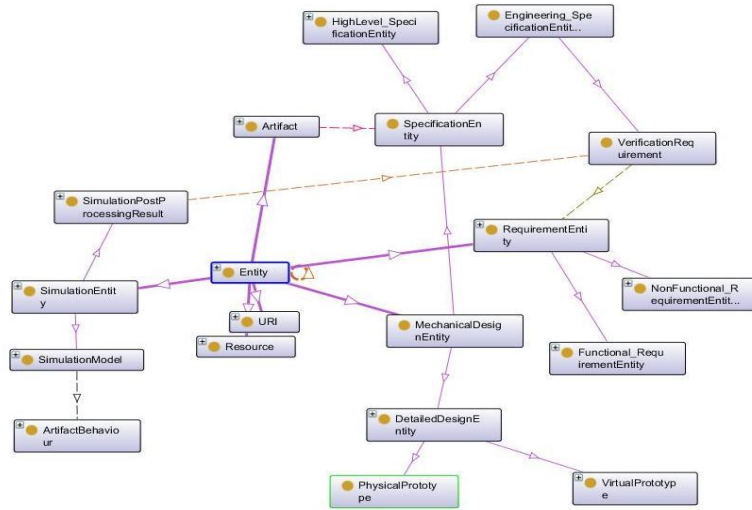 HighLevel_Speci
ficationEntity
Engineering_Spe
cificationEntit...
Artifact
SpecificationEn
tity
VerificationReq
uirement
SimulationPostP
rocessingResult
RequirementEnti
ty
Entity
SimulationEntit
y
NonFunctional_R
equirementEntit...
URI
MechanicalDesig
nEntity
Resource
SimulationModel
Functional_Requ
irementEntity
ArtifactBehavio
ur
DetailedDesignE
ntity
PhysicalPrototy
pe
VirtualPrototyp
e